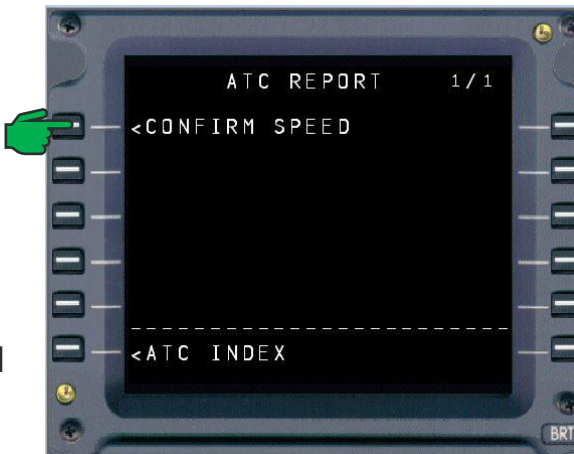 ATC REPORT 1/1
<CONFIRM SPEED
<ATC INDEX
BRT